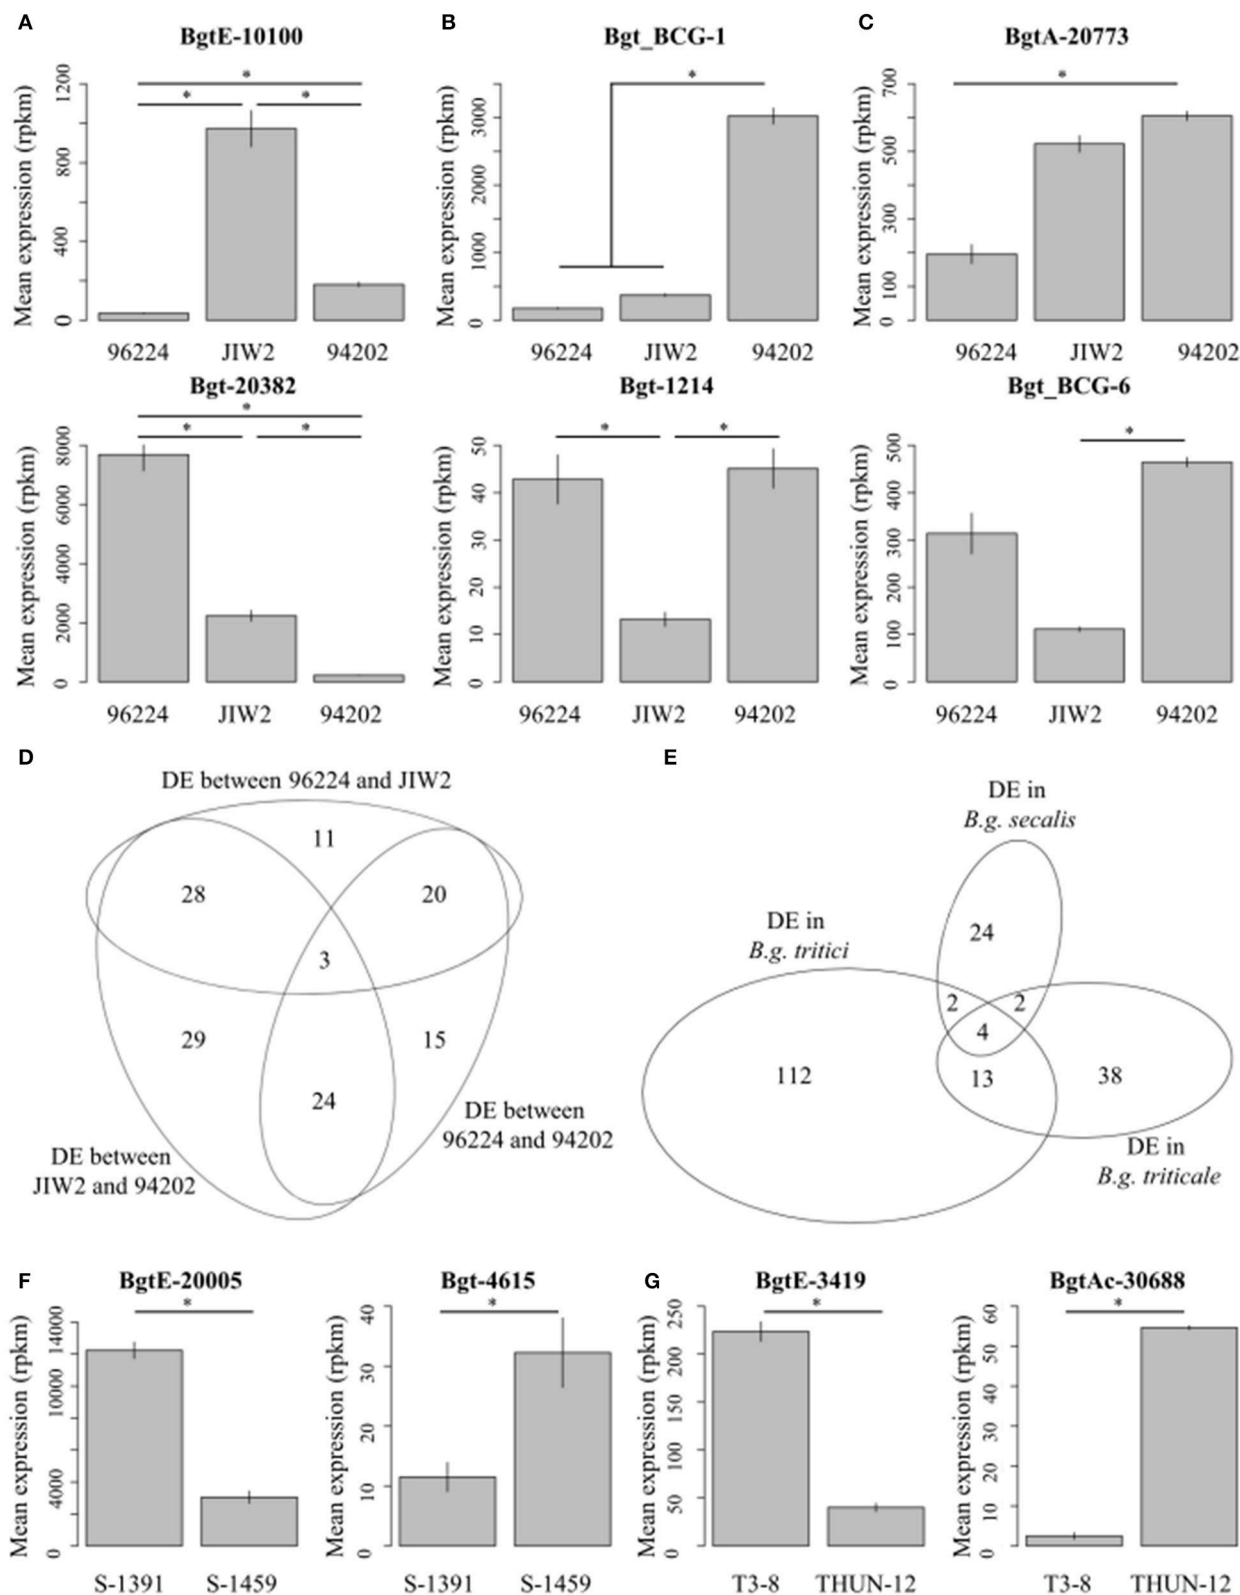 A
BgtE-10100
Mean expression (rpkm)
0 400 800 1200
* * *
96224 JIW2 94202
B
Bgt_BCG-1
Mean expression (rpkm)
0 1000 2000 3000
*
96224 JIW2 94202
C
BgtA-20773
Mean expression (rpkm)
0 100 300 500 700
*
96224 JIW2 94202
Bgt-20382
Mean expression (rpkm)
0 2000 4000 6000 8000
* * *
96224 JIW2 94202
Bgt-1214
Mean expression (rpkm)
0 10 20 30 40 50
* *
96224 JIW2 94202
Bgt_BCG-6
Mean expression (rpkm)
0 100 200 300 400 500
*
96224 JIW2 94202
D
DE between 96224 and JIW2
11
28 20
3
29 15
24
DE between
96224 and 94202
DE between
JIW2 and 94202
E
DE in
B.g. secalis
24
DE in
B.g. tritici
2 2
4
112 13 38
DE in
B.g. triticale
F
BgtE-20005
Mean expression (rpkm)
0 4000 10000 14000
*
S-1391 S-1459
Bgt-4615
Mean expression (rpkm)
0 10 20 30 40
*
S-1391 S-1459
G
BgtE-3419
Mean expression (rpkm)
0 50 100 150 200 250
*
T3-8 THUN-12
BgtAc-30688
Mean expression (rpkm)
0 10 20 30 40 50 60
*
T3-8 THUN-12